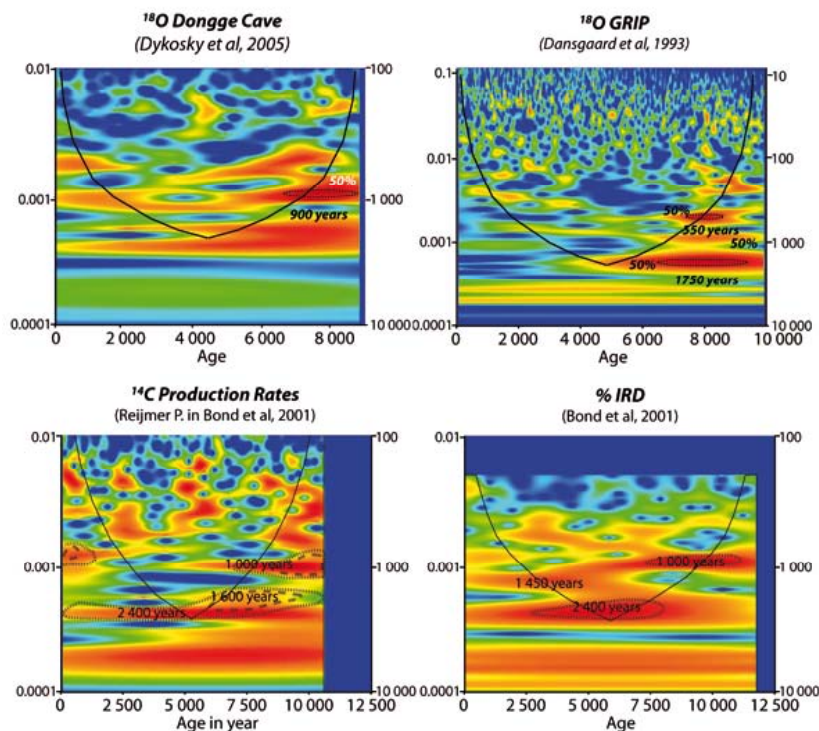 ¹⁸O Dongge Cave
(Dykosky et al, 2005)
0.01
100
0.001
1 000
50%
900 years
0.0001
10 000
0
2 000
4 000
6 000
8 000
Age
¹⁸O GRIP
(Dansgaard et al, 1993)
0.1
10
0.01
100
50%
550 years
50%
0.001
1 000
50%
1750 years
0.0001
10 000
0
2 000
4 000
6 000
8 000
10 000
Age
¹⁴C Production Rates
(Reijmer P. in Bond et al, 2001)
0.01
100
0.001
1 000
1 000 years
1 600 years
2 400 years
0.0001
10 000
0
2 500
5 000
7 500
10 000
12 500
Age in year
% IRD
(Bond et al, 2001)
0.01
100
0.001
1 000
1 000 years
1 450 years
2 400 years
0.0001
10 000
0
2 500
5 000
7 500
10 000
12 500
Age